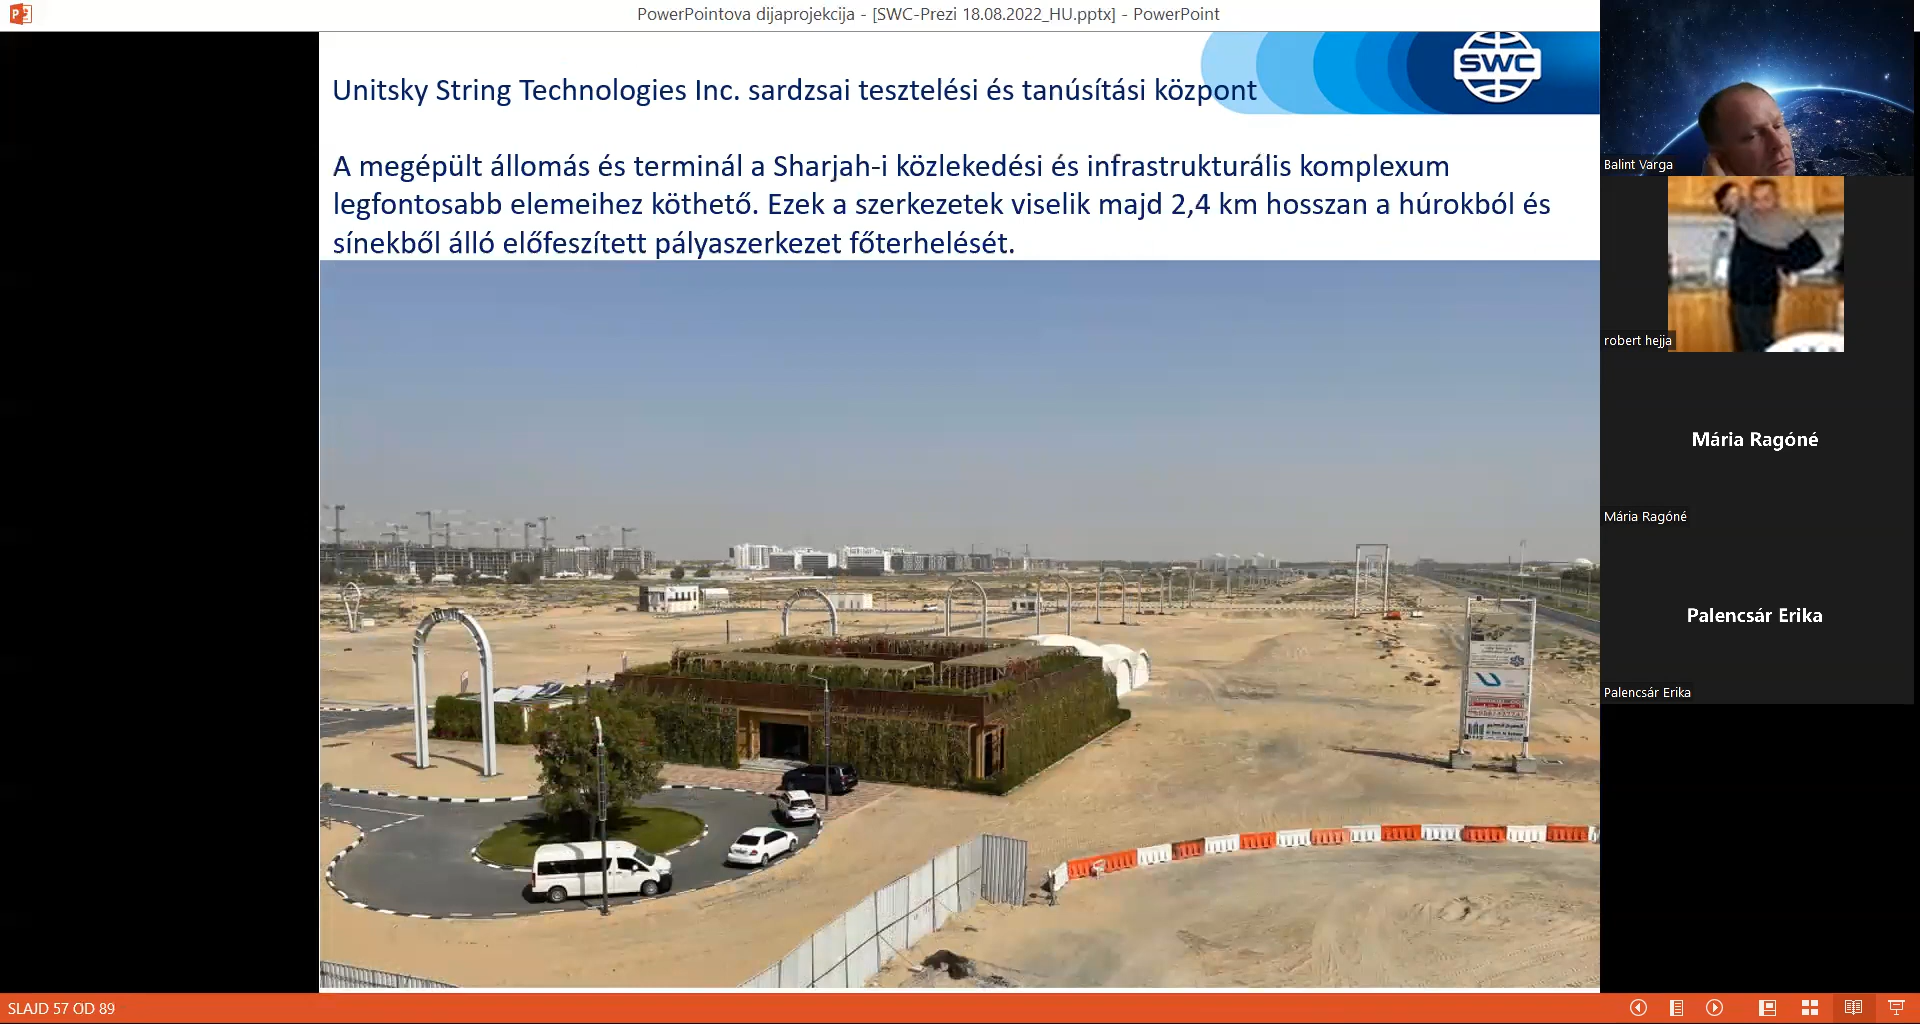 PowerPointova dijaprojekcija - [SWC-Prezi 18.08.2022_HU.pptx] - PowerPoint
SWC
Unitsky String Technologies Inc. sardzsai tesztelési és tanúsítási központ
A megépült állomás és terminál a Sharjah-i közlekedési és infrastrukturális komplexum
legfontosabb elemeihez köthető. Ezek a szerkezetek viselik majd 2,4 km hosszan a húrokból és
sínekből álló előfeszített pályaszerkezet főterhelését.
Balint Varga
robert hejja
Mária Ragóné
Mária Ragóné
Palencsár Erika
Palencsár Erika
SLAJD 57 OD 89